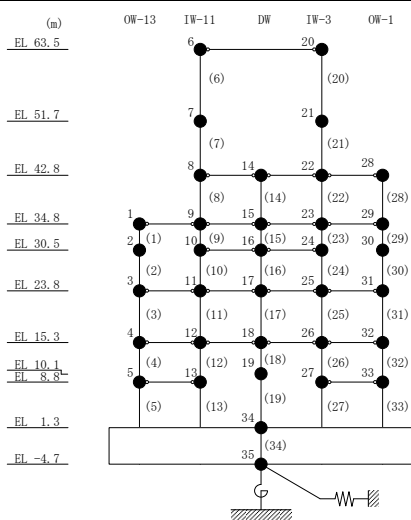 (m) OW-13 IW-11 DW IW-3 OW-1
EL 63.5 6 20
(6) (20)
EL 51.7 7 21
(7) (21)
EL 42.8 8 14 22 28
(8) (14) (22) (28)
EL 34.8 1 9 15 23 29
(1) (9) (15) (23) (29)
EL 30.5 2 10 16 24 30
(2) (10) (16) (24) (30)
EL 23.8 3 11 17 25 31
(3) (11) (17) (25) (31)
EL 15.3 4 12 18 26 32
(4) (12) (18) (26) (32)
EL 10.1 19
EL 8.8 5 13 27 33
(5) (13) (19) (27) (33)
EL 1.3 34
(34)
EL -4.7 35